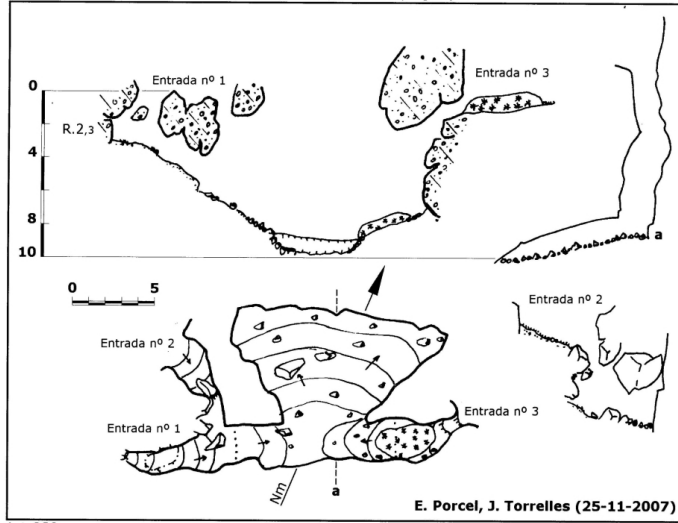 Entrada nº 1
Entrada nº 3
0
R.2,3
4
8
10
a
0
5
Entrada nº 2
Entrada nº 2
Entrada nº 1
Entrada nº 3
Nm
a
E. Porcel, J. Torrelles (25-11-2007)